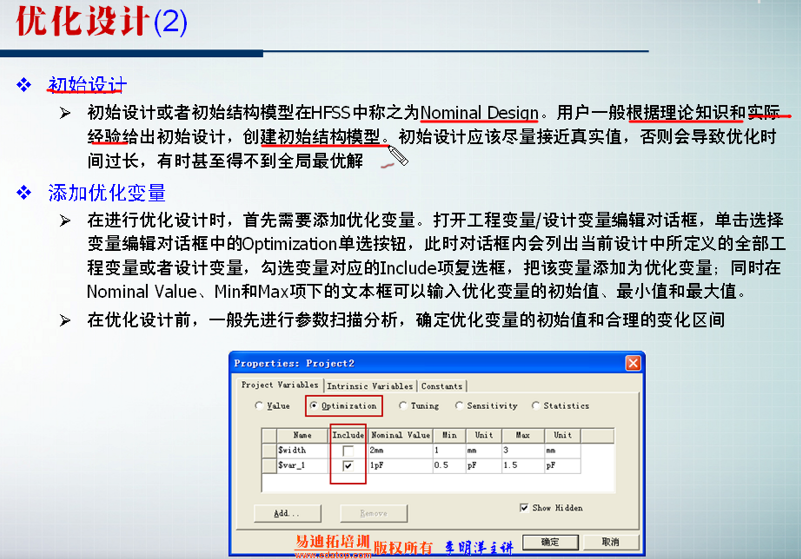 优化设计(2)
初始设计
初始设计或者初始结构模型在HFSS中称之为Nominal Design。用户一般根据理论知识和实际
经验给出初始设计，创建初始结构模型。初始设计应该尽量接近真实值，否则会导致优化时
间过长，有时甚至得不到全局最优解
添加优化变量
在进行优化设计时，首先需要添加优化变量。打开工程变量/设计变量编辑对话框，单击选择
变量编辑对话框中的Optimization单选按钮，此时对话框内会列出当前设计中所定义的全部工
程变量或者设计变量，勾选变量对应的Include项复选框，把该变量添加为优化变量；同时在
Nominal Value、Min和Max项下的文本框可以输入优化变量的初始值、最小值和最大值。
在优化设计前，一般先进行参数扫描分析，确定优化变量的初始值和合理的变化区间
Properties: Project2
Project Variables Intrinsic Variables Constants
Value Optimization Tuning Sensitivity Statistics
Name Include Nominal Value Min Unit Max Unit
$width 2mm 1 mm 3 mm
$var_1 1pF 0.5 pF 1.5 pF
Add... Remove Show Hidden
易迪拓培训 版权所有 李明洋主讲 确定 取消